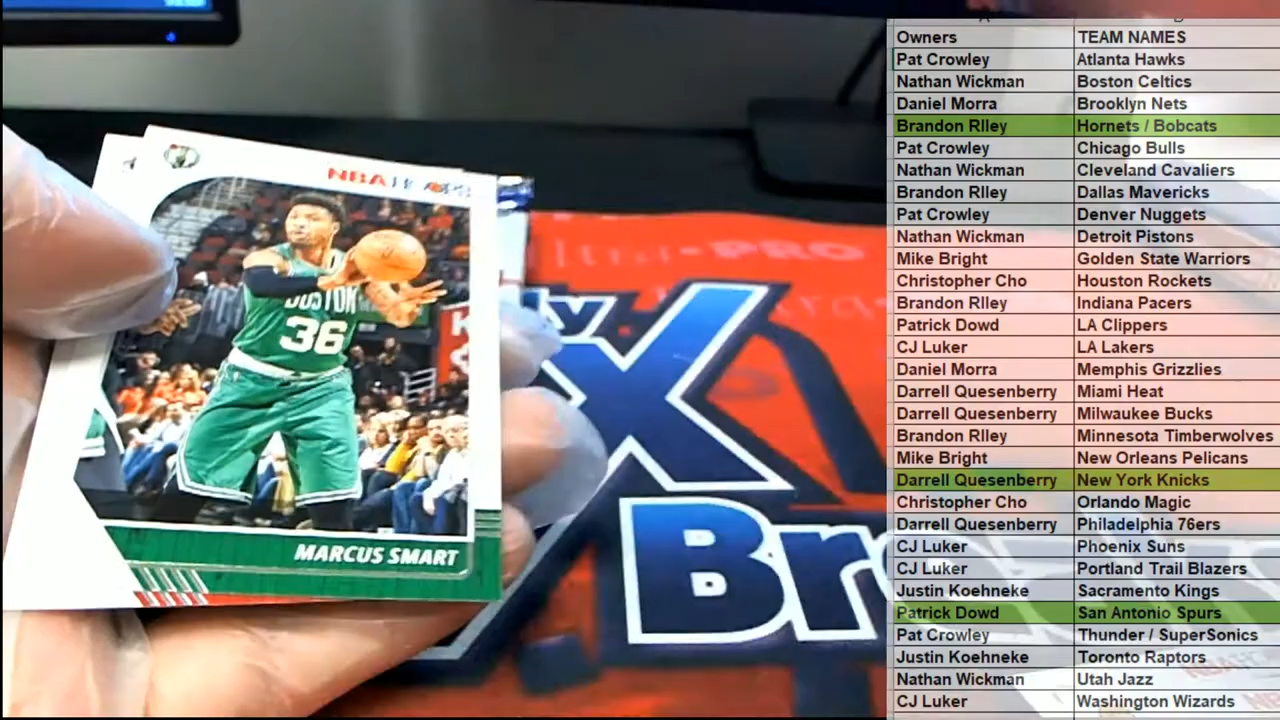 NBA HOOPS
BOSTON
36
MARCUS SMART
Ultra-PRO
X
Br
Owners TEAM NAMES
Pat Crowley Atlanta Hawks
Nathan Wickman Boston Celtics
Daniel Morra Brooklyn Nets
Brandon RIley Hornets / Bobcats
Pat Crowley Chicago Bulls
Nathan Wickman Cleveland Cavaliers
Brandon RIley Dallas Mavericks
Pat Crowley Denver Nuggets
Nathan Wickman Detroit Pistons
Mike Bright Golden State Warriors
Christopher Cho Houston Rockets
Brandon RIley Indiana Pacers
Patrick Dowd LA Clippers
CJ Luker LA Lakers
Daniel Morra Memphis Grizzlies
Darrell Quesenberry Miami Heat
Darrell Quesenberry Milwaukee Bucks
Brandon RIley Minnesota Timberwolves
Mike Bright New Orleans Pelicans
Darrell Quesenberry New York Knicks
Christopher Cho Orlando Magic
Darrell Quesenberry Philadelphia 76ers
CJ Luker Phoenix Suns
CJ Luker Portland Trail Blazers
Justin Koehneke Sacramento Kings
Patrick Dowd San Antonio Spurs
Pat Crowley Thunder / SuperSonics
Justin Koehneke Toronto Raptors
Nathan Wickman Utah Jazz
CJ Luker Washington Wizards